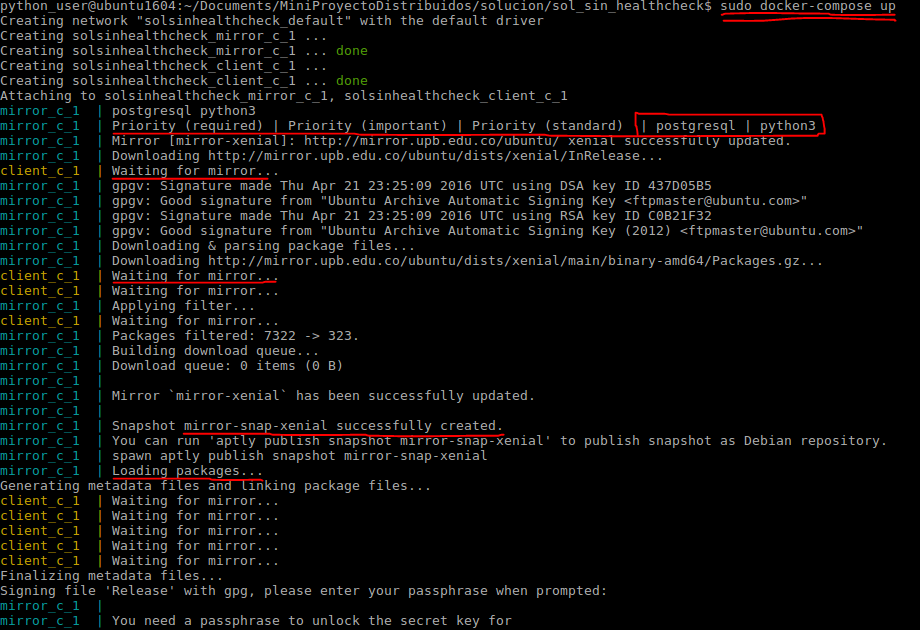 python_user@ubuntu1604:~/Documents/MiniProyectoDistribuidos/solucion/sol_sin_healthcheck$ sudo docker-compose up
Creating network "solsinhealthcheck_default" with the default driver
Creating solsinhealthcheck_mirror_c_1 ...
Creating solsinhealthcheck_mirror_c_1 ... done
Creating solsinhealthcheck_client_c_1 ...
Creating solsinhealthcheck_client_c_1 ... done
Attaching to solsinhealthcheck_mirror_c_1, solsinhealthcheck_client_c_1
mirror_c_1  | postgresql python3
mirror_c_1  | Priority (required) | Priority (important) | Priority (standard)  | postgresql | python3
mirror_c_1  | Mirror [mirror-xenial]: http://mirror.upb.edu.co/ubuntu/ xenial successfully updated.
mirror_c_1  | Downloading http://mirror.upb.edu.co/ubuntu/dists/xenial/InRelease...
client_c_1  | Waiting for mirror...
mirror_c_1  | gpgv: Signature made Thu Apr 21 23:25:09 2016 UTC using DSA key ID 437D05B5
mirror_c_1  | gpgv: Good signature from "Ubuntu Archive Automatic Signing Key <ftpmaster@ubuntu.com>"
mirror_c_1  | gpgv: Signature made Thu Apr 21 23:25:09 2016 UTC using RSA key ID C0B21F32
mirror_c_1  | gpgv: Good signature from "Ubuntu Archive Automatic Signing Key (2012) <ftpmaster@ubuntu.com>"
mirror_c_1  | Downloading & parsing package files...
mirror_c_1  | Downloading http://mirror.upb.edu.co/ubuntu/dists/xenial/main/binary-amd64/Packages.gz...
client_c_1  | Waiting for mirror...
client_c_1  | Waiting for mirror...
mirror_c_1  | Applying filter...
client_c_1  | Waiting for mirror...
mirror_c_1  | Packages filtered: 7322 -> 323.
mirror_c_1  | Building download queue...
mirror_c_1  | Download queue: 0 items (0 B)
mirror_c_1  |
mirror_c_1  | Mirror `mirror-xenial` has been successfully updated.
mirror_c_1  |
mirror_c_1  | Snapshot mirror-snap-xenial successfully created.
mirror_c_1  | You can run 'aptly publish snapshot mirror-snap-xenial' to publish snapshot as Debian repository.
mirror_c_1  | spawn aptly publish snapshot mirror-snap-xenial
mirror_c_1  | Loading packages...
Generating metadata files and linking package files...
client_c_1  | Waiting for mirror...
client_c_1  | Waiting for mirror...
client_c_1  | Waiting for mirror...
client_c_1  | Waiting for mirror...
client_c_1  | Waiting for mirror...
Finalizing metadata files...
Signing file 'Release' with gpg, please enter your passphrase when prompted:
mirror_c_1  |
mirror_c_1  | You need a passphrase to unlock the secret key for